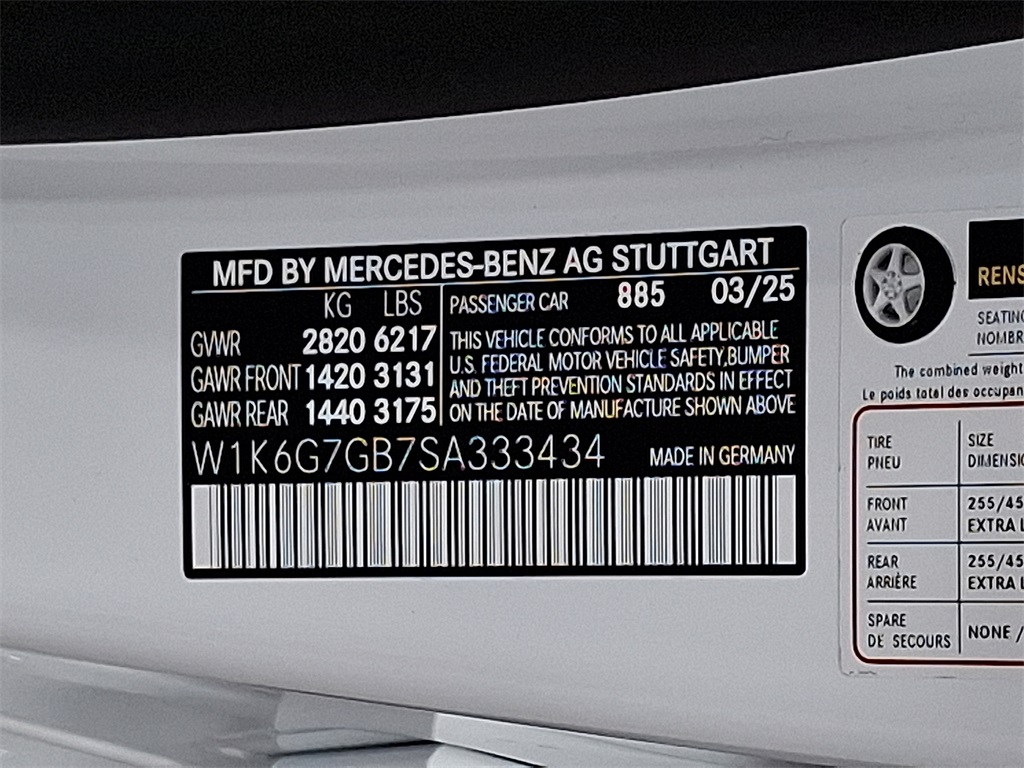 MFD BY MERCEDES-BENZ AG STUTTGART
KG LBS
GVWR 2820 6217
GAWR FRONT 1420 3131
GAWR REAR 1440 3175
PASSENGER CAR 885 03/25
THIS VEHICLE CONFORMS TO ALL APPLICABLE
U.S. FEDERAL MOTOR VEHICLE SAFETY,BUMPER
AND THEFT PREVENTION STANDARDS IN EFFECT
ON THE DATE OF MANUFACTURE SHOWN ABOVE
W1K6G7GB7SA333434 MADE IN GERMANY
RENS
SEATING
NOMBR
The combined weight
Le poids total des occupan
TIRE SIZE
PNEU DIMENSIO
FRONT 255/45
AVANT EXTRA L
REAR 255/45
ARRIÈRE EXTRA L
SPARE
DE SECOURS NONE /